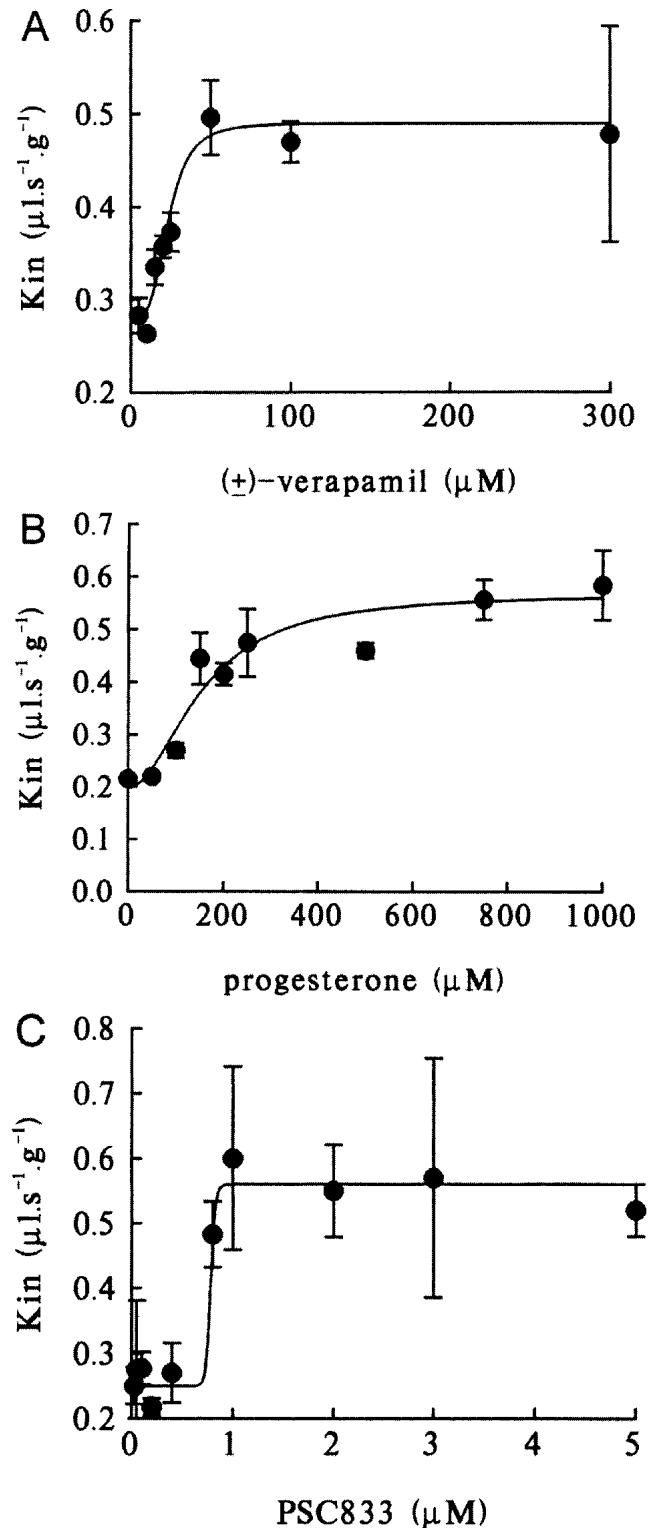 A
Kin (μl.s⁻¹.g⁻¹)
0.6
0.5
0.4
0.3
0.2
0 100 200 300
(±)-verapamil (μM)
B
Kin (μl.s⁻¹.g⁻¹)
0.7
0.6
0.5
0.4
0.3
0.2
0.1
0.0
0 200 400 600 800 1000
progesterone (μM)
C
Kin (μl.s⁻¹.g⁻¹)
0.8
0.7
0.6
0.5
0.4
0.3
0.2
0 1 2 3 4 5
PSC833 (μM)